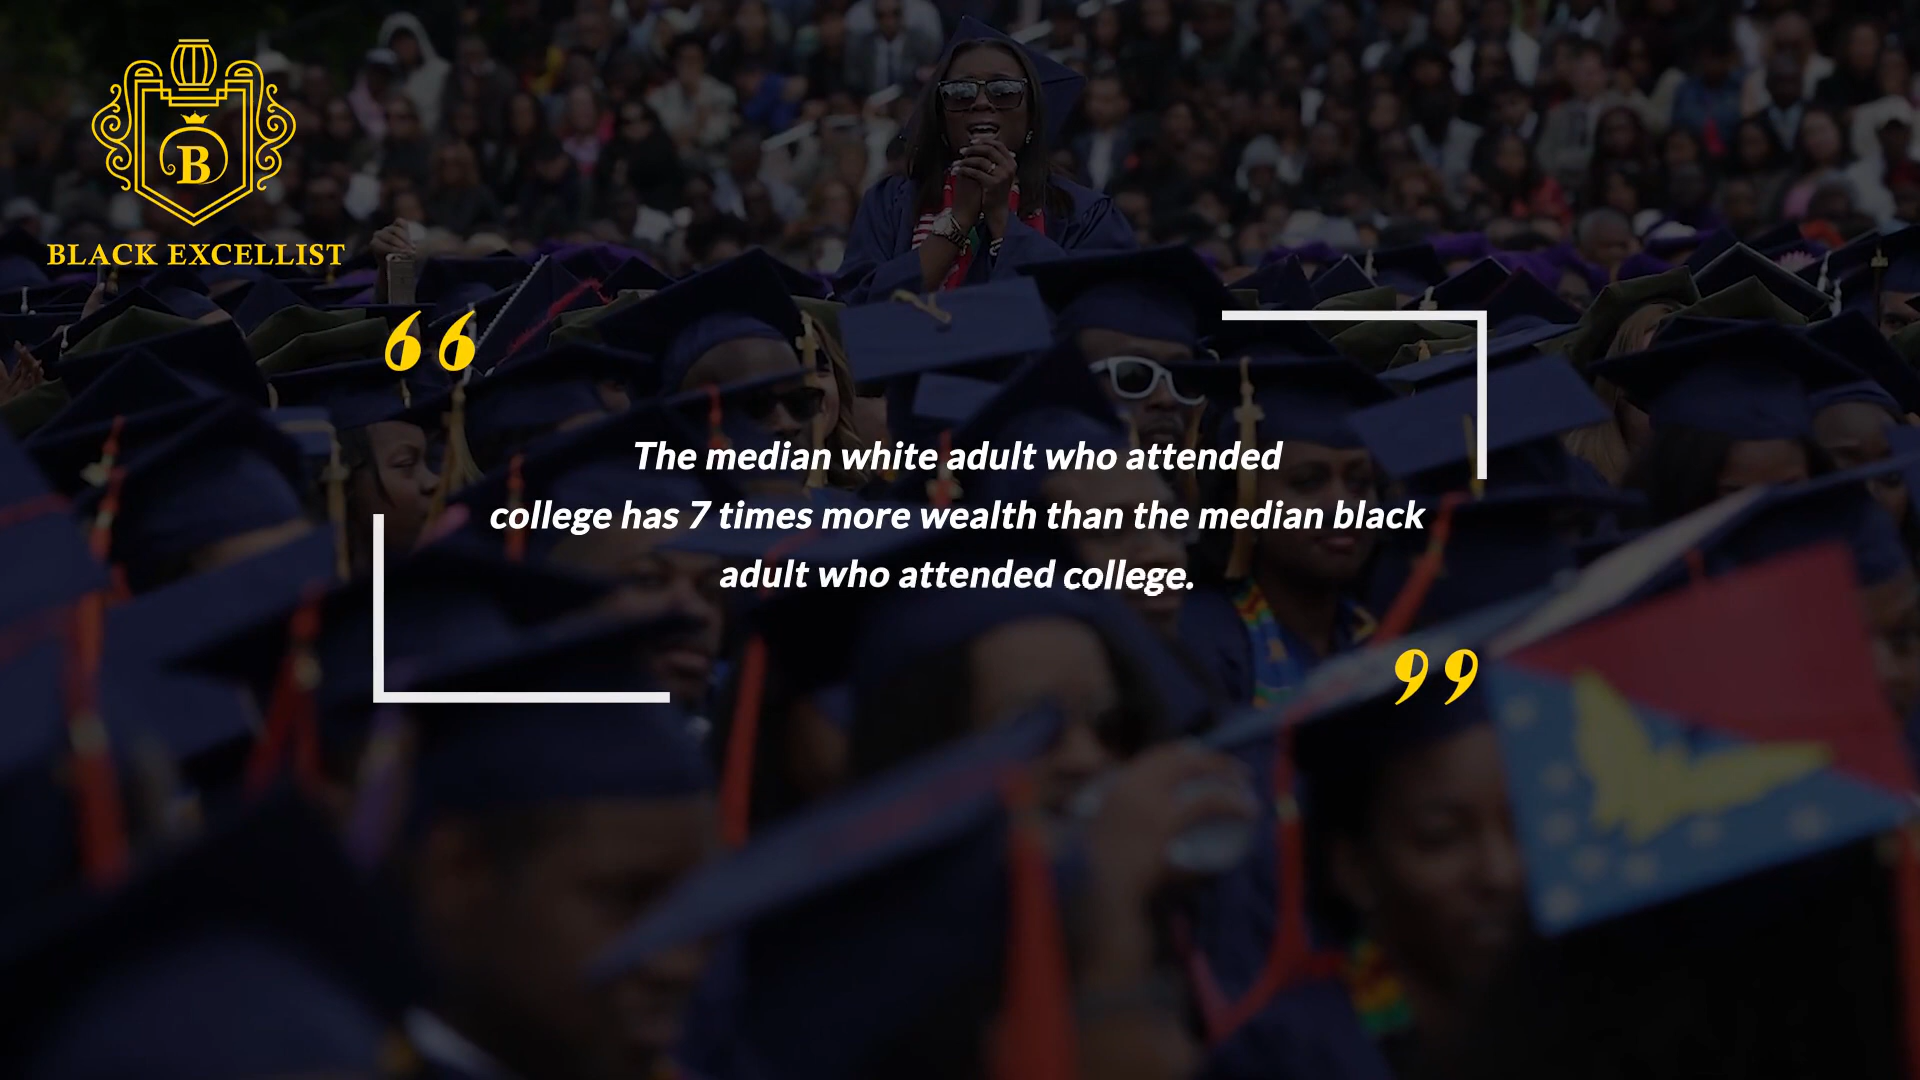 B
BLACK EXCELLIST
“
The median white adult who attended
college has 7 times more wealth than the median black
adult who attended college.
”